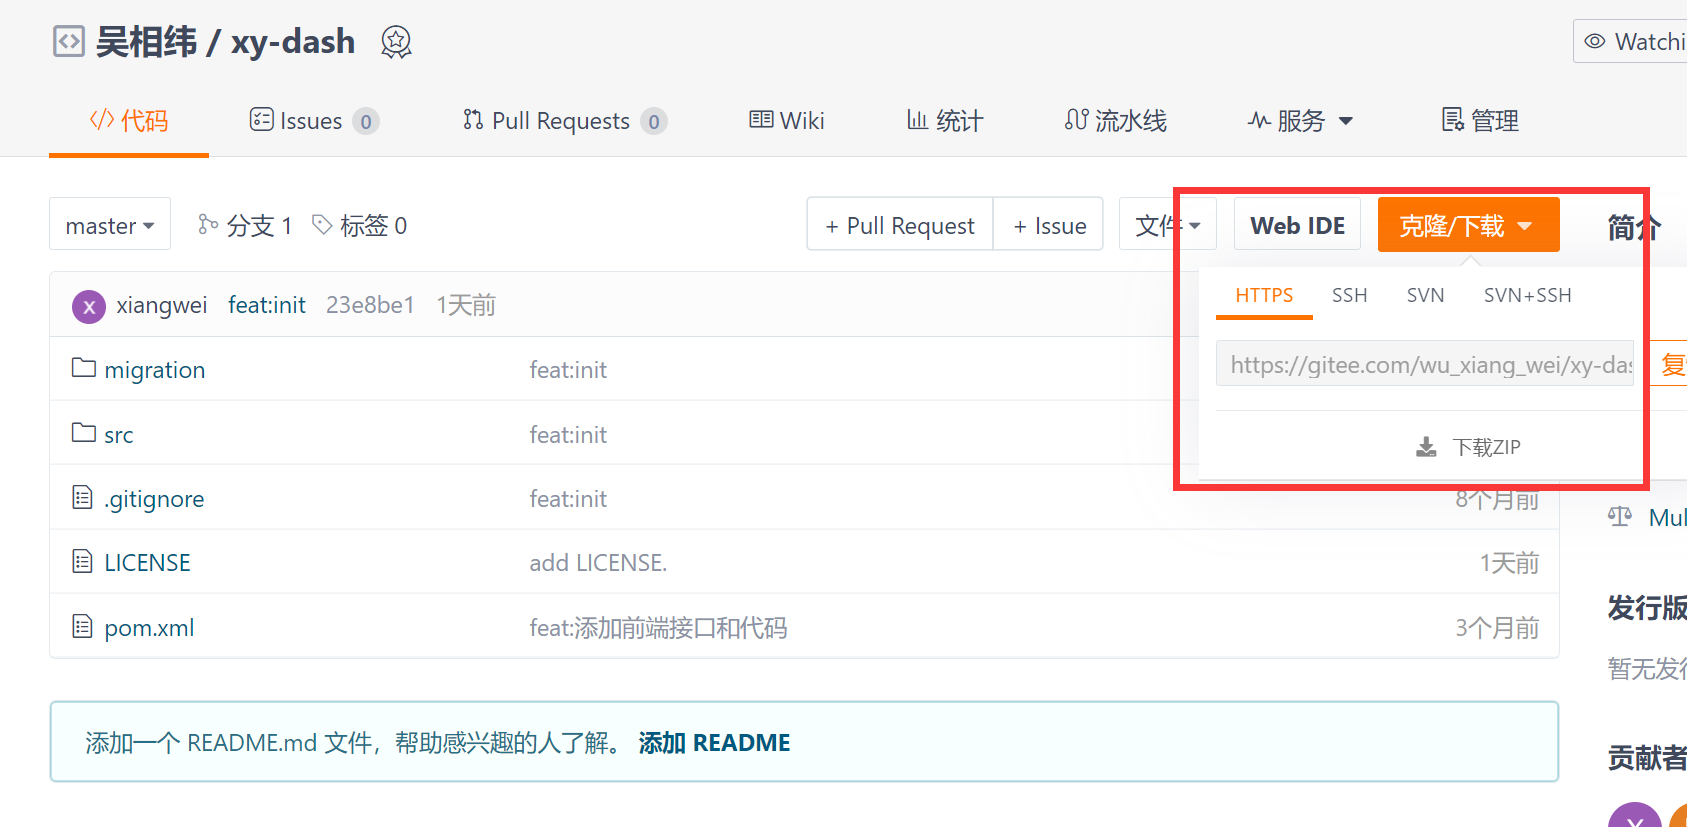 吴相纬 / xy-dash
Watchi
代码 Issues 0 Pull Requests 0 Wiki 统计 流水线 服务 管理
master 分支 1 标签 0 + Pull Request + Issue 文件 Web IDE 克隆/下载 简介
HTTPS SSH SVN SVN+SSH
X xiangwei feat:init 23e8be1 1天前
https://gitee.com/wu_xiang_wei/xy-das
migration feat:init
src feat:init
下载ZIP
.gitignore feat:init 8个月前
Mul
LICENSE add LICENSE. 1天前
pom.xml feat:添加前端接口和代码 3个月前
发行版
暂无发行
添加一个 README.md 文件，帮助感兴趣的人了解。 添加 README
贡献者